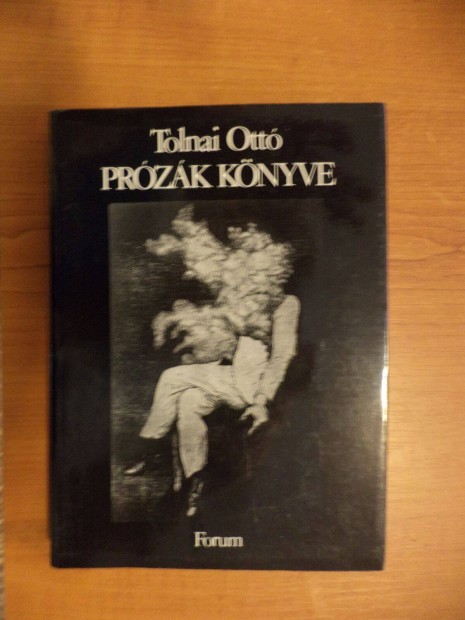 Tolnai Ottó
PRÓZÁK KÖNYVE
Forum